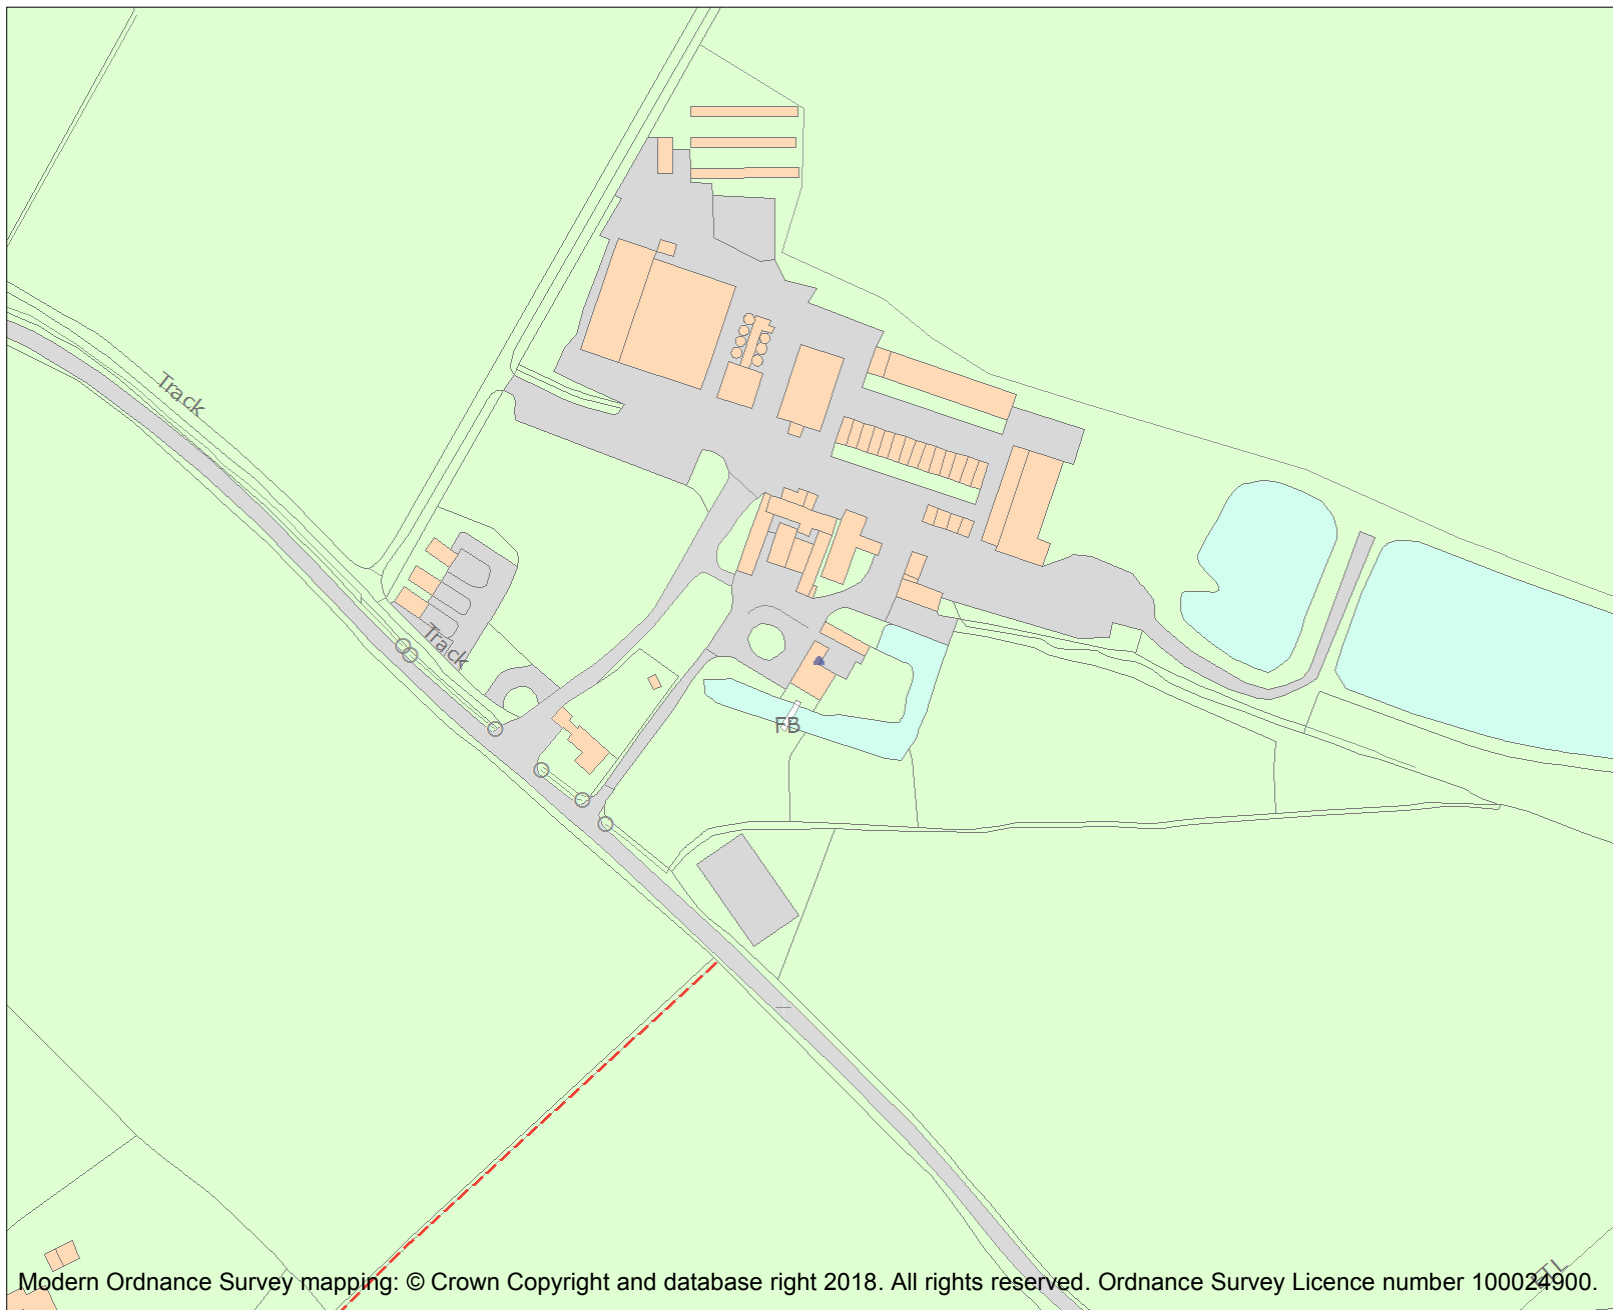 Track
Track
FB
ETL
Modern Ordnance Survey mapping: © Crown Copyright and database right 2018. All rights reserved. Ordnance Survey Licence number 100024900.